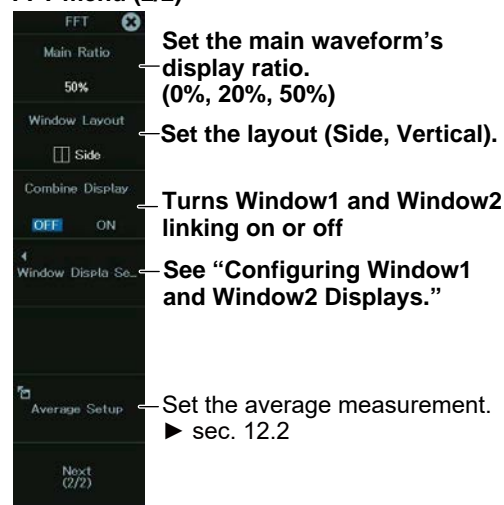 FFT Menu (2/2)
FFT
Main Ratio
50%
Set the main waveform's
display ratio.
(0%, 20%, 50%)
Window Layout
Side
Set the layout (Side, Vertical).
Combine Display
OFF ON
Turns Window1 and Window2
linking on or off
Window Displa Se...
See “Configuring Window1
and Window2 Displays.”
Average Setup
Set the average measurement.
► sec. 12.2
Next
(2/2)